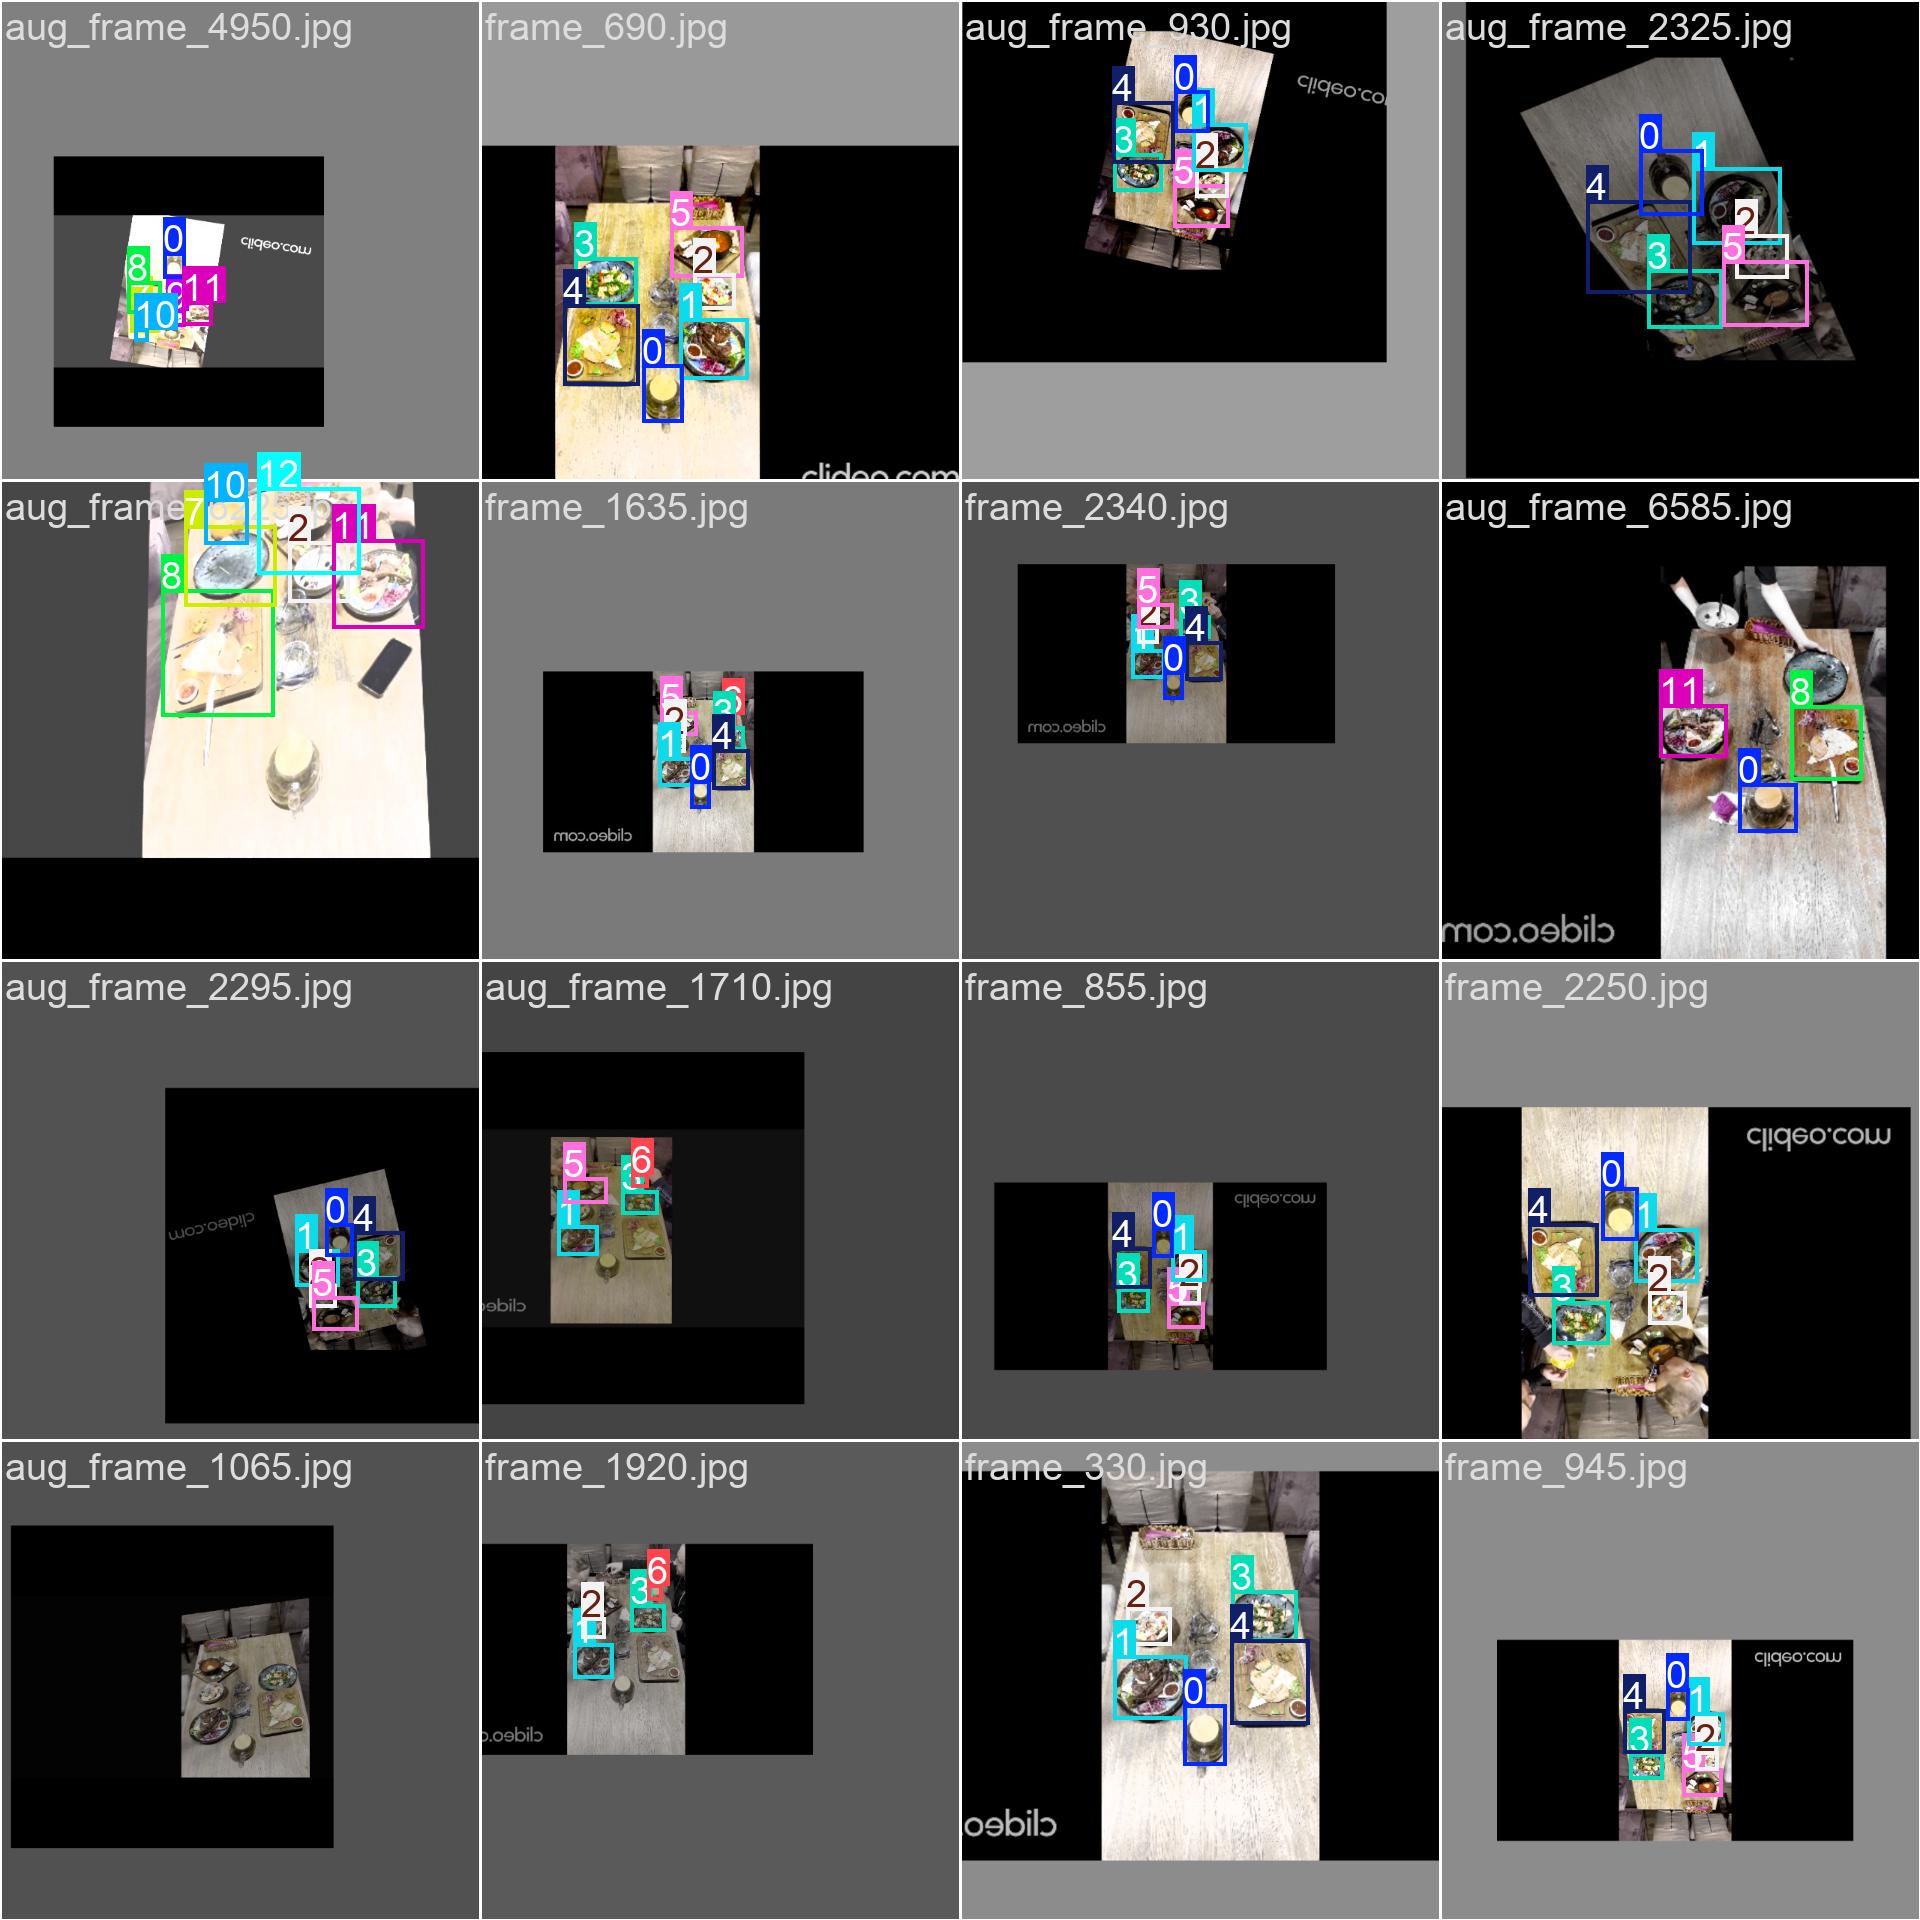 aug_frame_4950.jpg
frame_690.jpg
aug_frame_930.jpg
aug_frame_2325.jpg
4
0
1
3
2
5
0
1
4
2
3
5
0
8
11
10
clideo.com
5
3
2
4
1
0
clideo.com
clideo.co
frame_1635.jpg
frame_2340.jpg
aug_frame_6585.jpg
10
12
7
2
11
8
5
6
2
3
1
4
0
clideo.com
5
3
2
4
1
0
clideo.com
11
8
0
clideo.com
aug_frame_2295.jpg
aug_frame_1710.jpg
frame_855.jpg
frame_2250.jpg
0
4
1
3
5
clideo.com
5
6
3
1
clideo
0
4
1
3
2
5
clideo.com
0
4
1
2
3
clideo.com
aug_frame_1065.jpg
frame_1920.jpg
frame_330.jpg
frame_945.jpg
6
2
3
1
clideo.c
3
2
4
1
0
clideo.
0
4
1
3
2
5
clideo.com